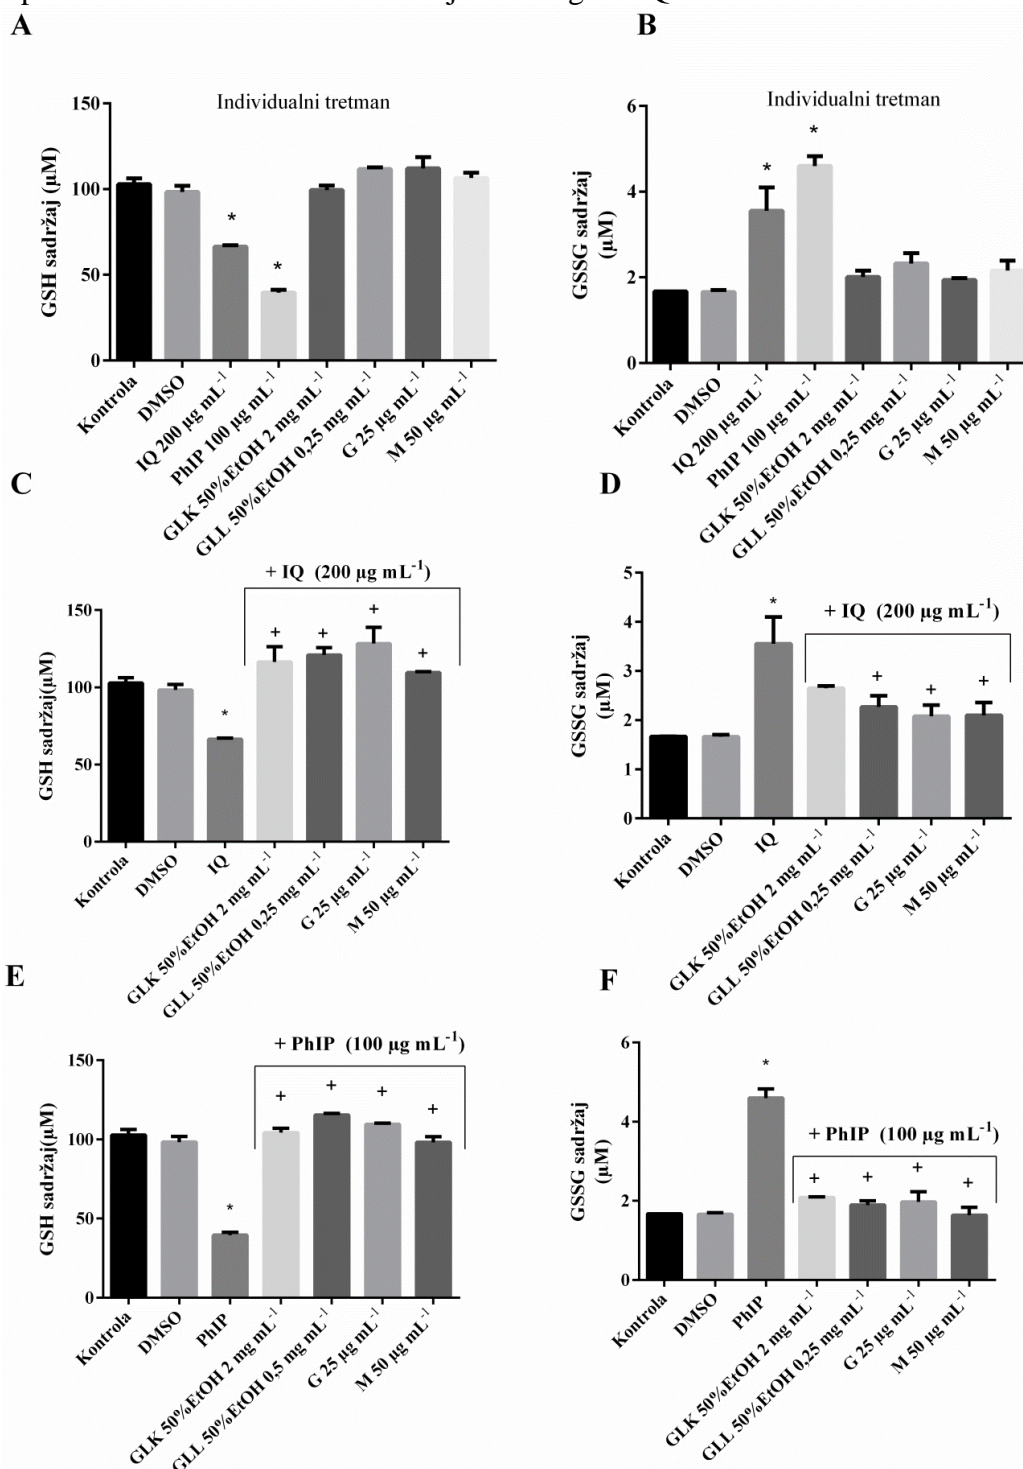 A
Individualni tretman
GSH sadržaj (µM)
150
100
50
0
*
*
Kontrola
DMSO
IQ 200 µg mL⁻¹
PhIP 100 µg mL⁻¹
GLK 50%EtOH 2 mg mL⁻¹
GLL 50%EtOH 0,25 mg mL⁻¹
G 25 µg mL⁻¹
M 50 µg mL⁻¹
B
Individualni tretman
GSSG sadržaj
(µM)
6
4
2
0
*
*
Kontrola
DMSO
IQ 200 µg mL⁻¹
PhIP 100 µg mL⁻¹
GLK 50%EtOH 2 mg mL⁻¹
GLL 50%EtOH 0,25 mg mL⁻¹
G 25 µg mL⁻¹
M 50 µg mL⁻¹
C
+ IQ (200 µg mL⁻¹)
GSH sadržaj(µM)
150
100
50
0
*
+
+
+
+
Kontrola
DMSO
IQ
GLK 50%EtOH 2 mg mL⁻¹
GLL 50%EtOH 0,25 mg mL⁻¹
G 25 µg mL⁻¹
M 50 µg mL⁻¹
D
+ IQ (200 µg mL⁻¹)
GSSG sadržaj
(µM)
5
4
3
2
1
0
*
+
+
+
Kontrola
DMSO
IQ
GLK 50%EtOH 2 mg mL⁻¹
GLL 50%EtOH 0,25 mg mL⁻¹
G 25 µg mL⁻¹
M 50 µg mL⁻¹
E
+ PhIP (100 µg mL⁻¹)
GSH sadržaj(µM)
150
100
50
0
*
+
+
+
+
Kontrola
DMSO
PhIP
GLK 50%EtOH 2 mg mL⁻¹
GLL 50%EtOH 0,5 mg mL⁻¹
G 25 µg mL⁻¹
M 50 µg mL⁻¹
F
+ PhIP (100 µg mL⁻¹)
GSSG sadržaj
(µM)
6
4
2
0
*
+
+
+
+
Kontrola
DMSO
PhIP
GLK 50%EtOH 2 mg mL⁻¹
GLL 50%EtOH 0,25 mg mL⁻¹
G 25 µg mL⁻¹
M 50 µg mL⁻¹